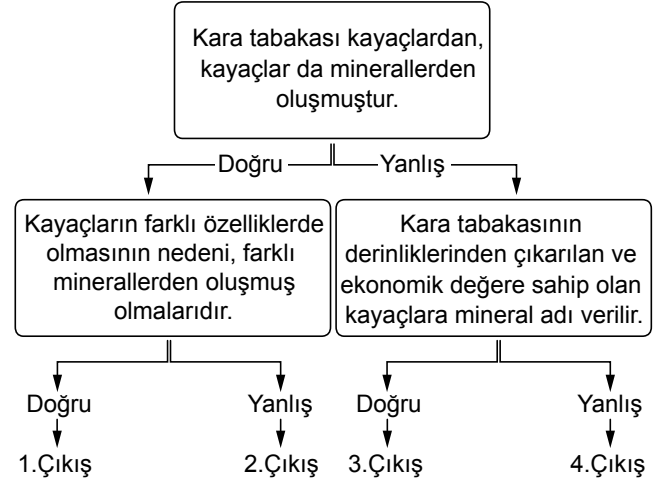 Kara tabakası kayaçlardan,
kayaçlar da minerallerden
oluşmuştur.
Doğru Yanlış
Kayaçların farklı özelliklerde
olmasının nedeni, farklı
minerallerden oluşmuş
olmalarıdır.
Kara tabakasının
derinliklerinden çıkarılan ve
ekonomik değere sahip olan
kayaçlara mineral adı verilir.
Doğru Yanlış Doğru Yanlış
1.Çıkış 2.Çıkış 3.Çıkış 4.Çıkış